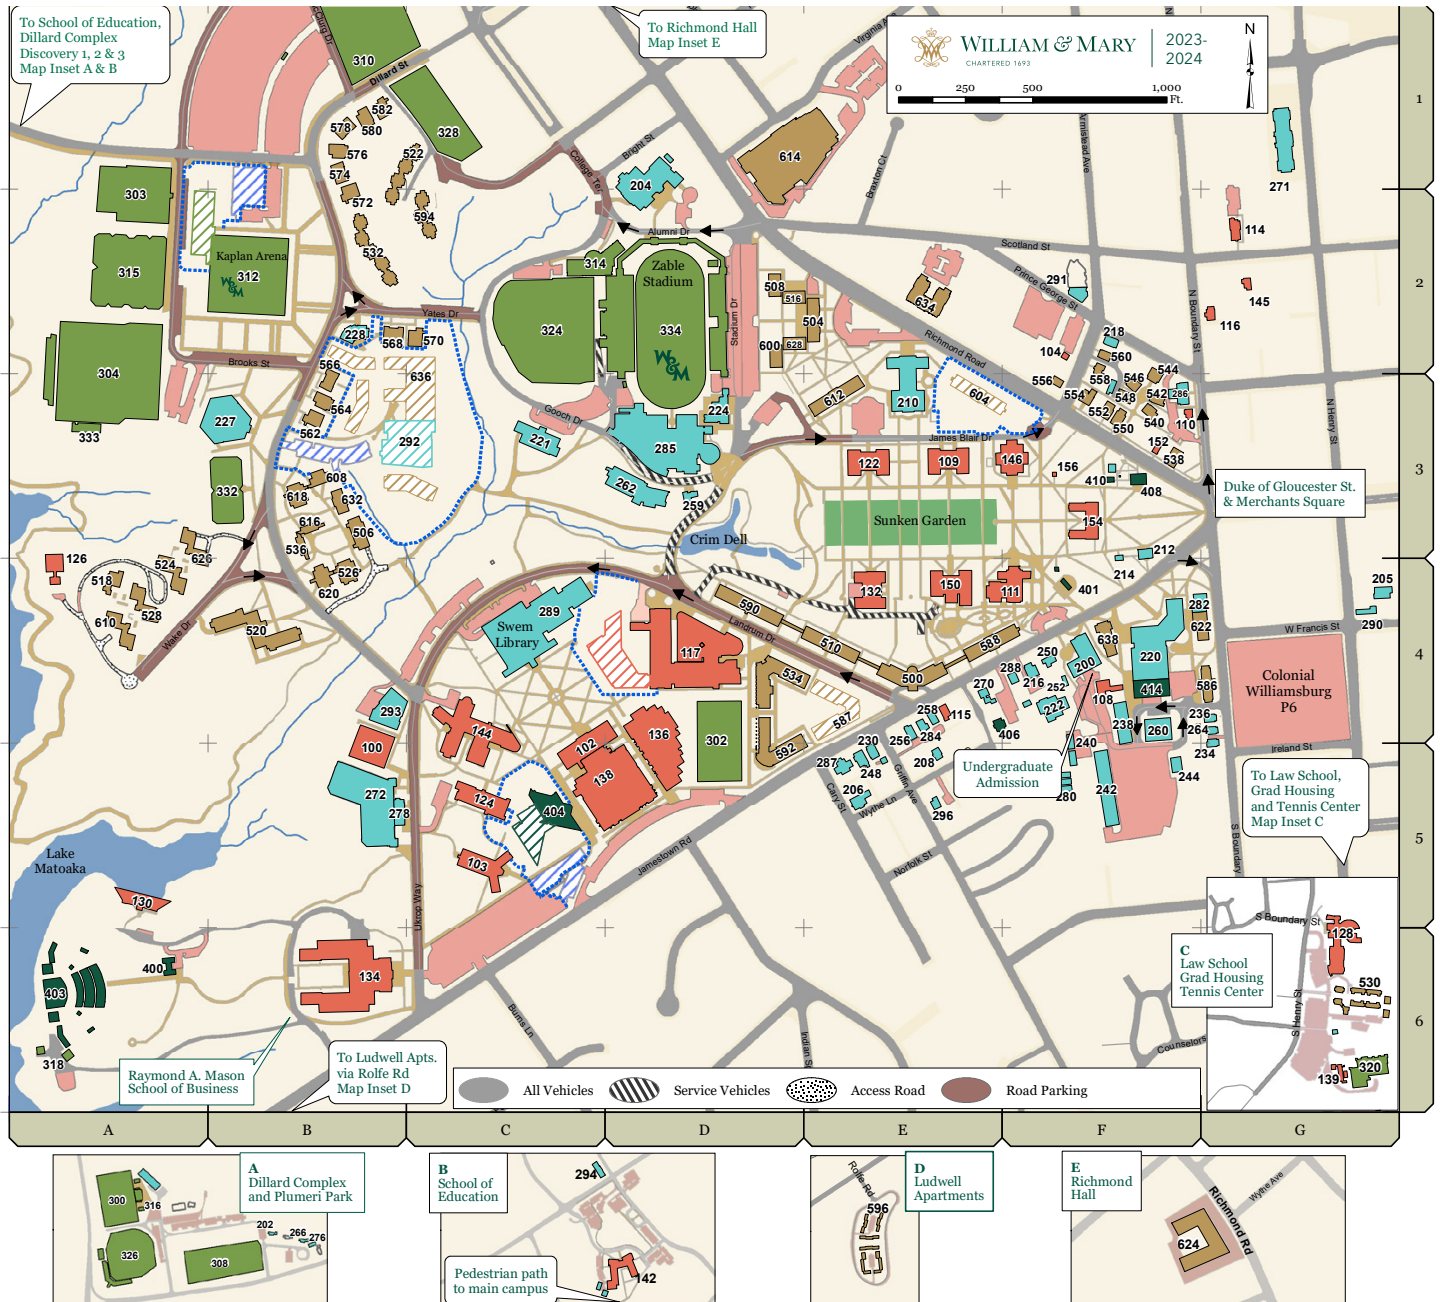 To School of Education,
Dillard Complex
Discovery 1, 2 & 3
Map Inset A & B
To Richmond Hall
Map Inset E
WILLIAM & MARY
CHARTERED 1693
2023-
2024
N
0 250 500 1,000
Ft.
1
2
3
4
5
6
Dillard St
Bright St
College Ter
Braxton Ct
Armistead Ave
Alumni Dr
Scotland St
Prince George St
N Boundary St
N Henry St
Richmond Road
Stadium Dr
Yates Dr
Brooks St
Gooch Dr
James Blair Dr
Wake Dr
Landrum Dr
Ukrop Way
Jamestown Rd
Cary St
Griffin Ave
Wythe Ln
Norfolk St
W Francis St
Ireland St
S Boundary
Burns Ln
Indian S
Counselors
310
582
578
580
328
576
522
574
572
594
532
303
315
Kaplan Arena
312
W&M
304
333
204
614
271
114
145
116
314
Zable
Stadium
324
334
W&M
508
516
504
600
628
634
291
104
218
560
558
556
554
546
544
548
542
286
552
550
540
110
152
538
228
568
570
566
636
564
562
292
227
332
608
618
632
616
506
536
526
620
221
285
224
262
259
Crim Dell
612
210
604
122
109
146
156
410
408
Sunken Garden
154
212
214
132
150
111
401
Duke of Gloucester St.
& Merchants Square
205
290
282
622
126
518
524
626
528
610
520
289
Swem
Library
117
590
510
500
588
534
587
592
638
200
220
414
586
250
288
216
252
222
270
108
238
260
236
264
234
244
240
242
280
406
258
115
256
284
230
208
287
248
206
296
Undergraduate
Admission
Colonial
Williamsburg
P6
293
100
144
102
136
138
302
272
278
124
404
103
Lake
Matoaka
130
400
403
134
318
Raymond A. Mason
School of Business
To Ludwell Apts.
via Rolfe Rd
Map Inset D
To Law School,
Grad Housing
and Tennis Center
Map Inset C
C
Law School
Grad Housing
Tennis Center
S Boundary St
S Henry St
128
530
139
320
All Vehicles Service Vehicles Access Road Road Parking
A B C D E F G
A
Dillard Complex
and Plumeri Park
300
316
326
308
202
266
276
B
School of
Education
294
142
Pedestrian path
to main campus
D
Ludwell
Apartments
Rolfe Rd
596
E
Richmond
Hall
Richmond Rd
Wythe Ave
624